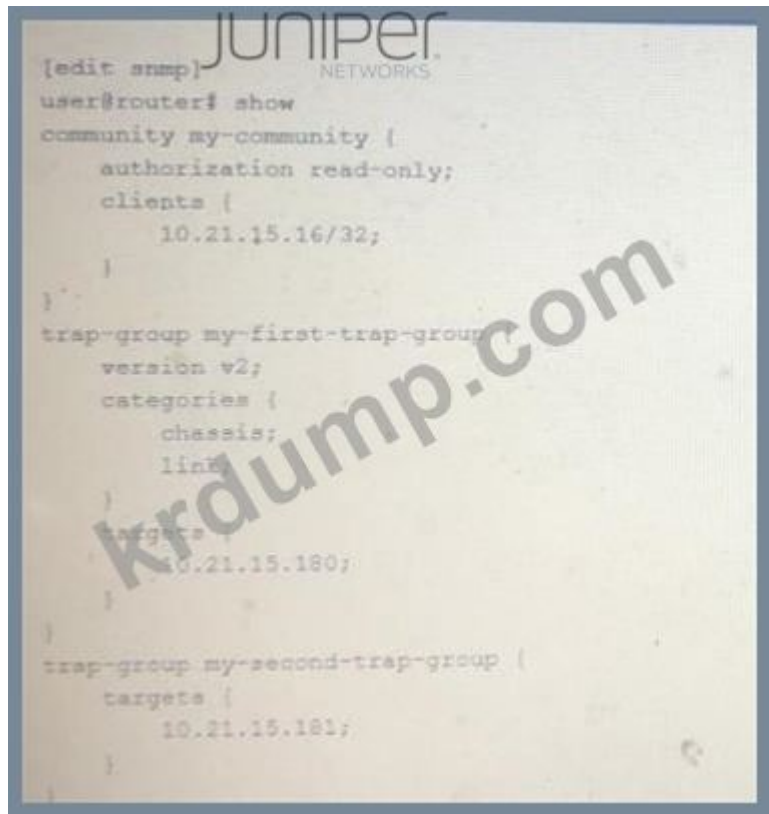 JUNIPER
NETWORKS
[edit snmp]
user@router# show
community my-community {
authorization read-only;
clients {
10.21.15.16/32;
}
}
trap-group my-first-trap-group {
version v2;
categories {
chassis;
link;
}
targets {
10.21.15.180;
}
}
trap-group my-second-trap-group {
targets {
10.21.15.181;
}
}
krdump.com